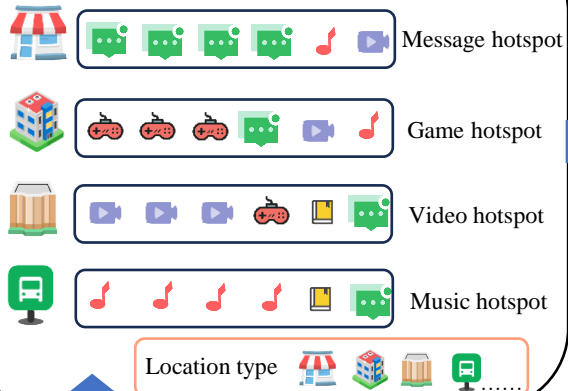 Message hotspot
Game hotspot
Video hotspot
Music hotspot
Location type ......